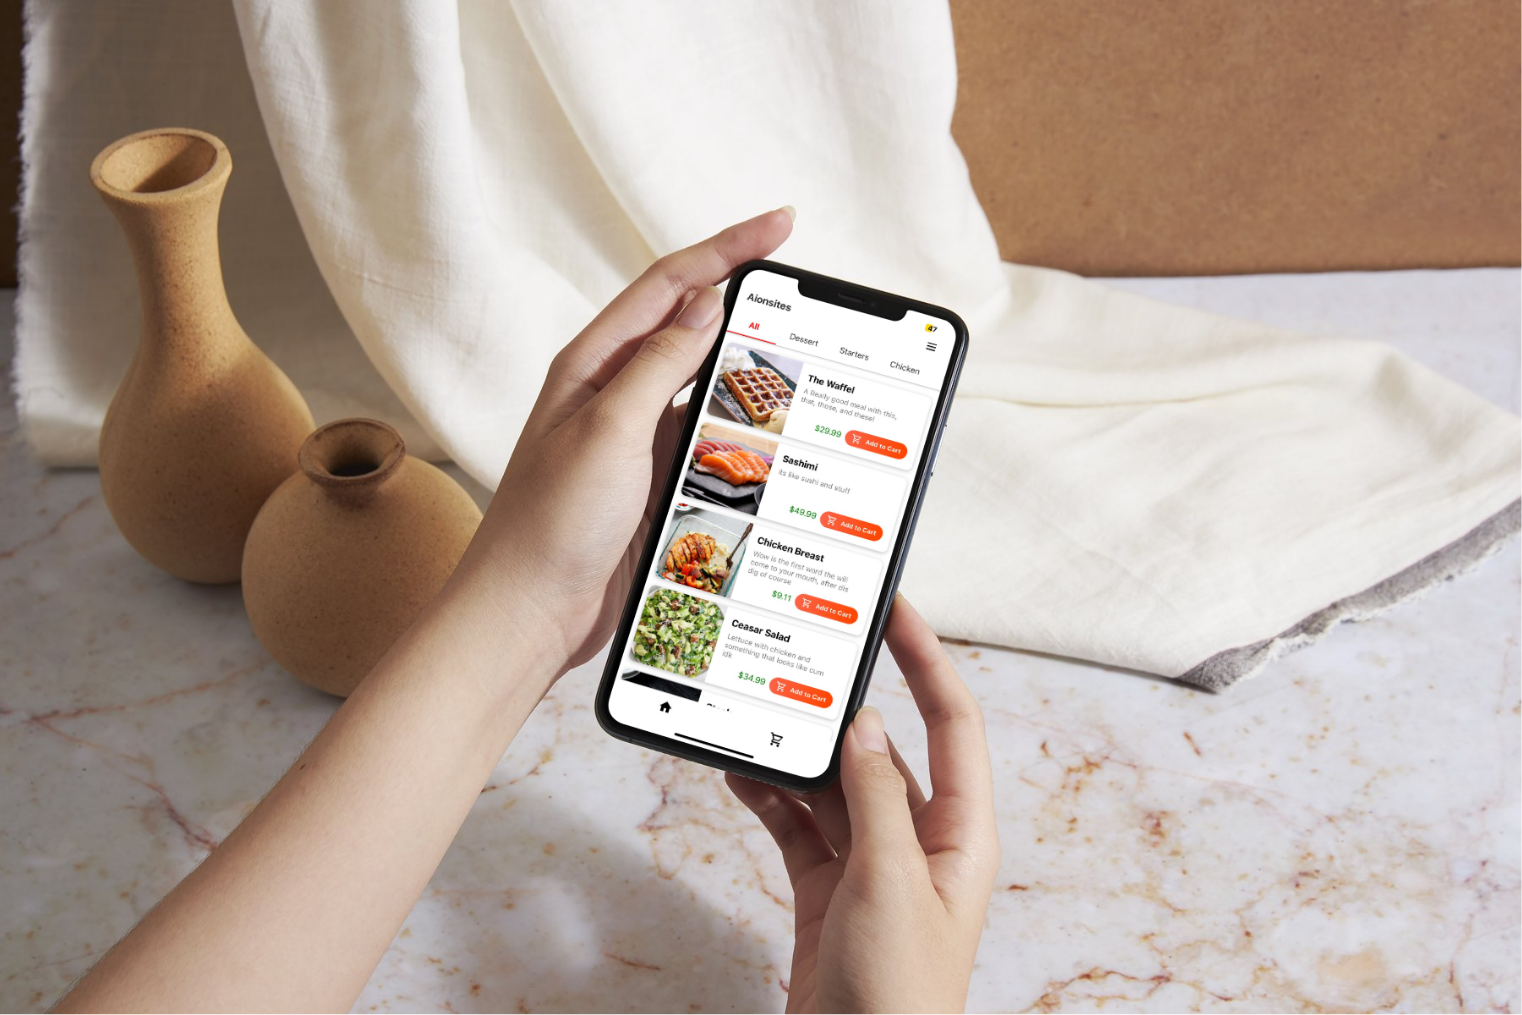 Aionsites
47
All
Dessert
Starters
Chicken
The Waffel
A Really good meal with this,
that, those, and these!
$29.99
Add to Cart
Sashimi
its like sushi and stuff
$49.99
Add to Cart
Chicken Breast
Wow is the first word the will
come to your mouth, after dis
dig of course
$9.11
Add to Cart
Ceasar Salad
Lettuce with chicken and
something that looks like cum
idk
$34.99
Add to Cart